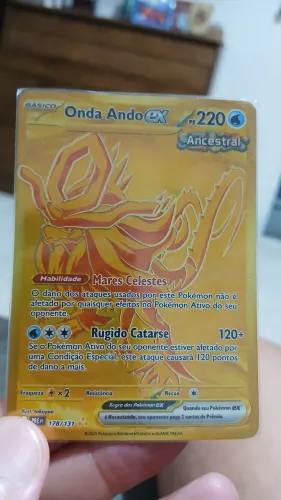 BÁSICO Onda Ando ex PS 220
Ancestral
Habilidade Mares Celestes
O dano dos ataques usados por este Pokémon não é
afetado por quaisquer efeitos no Pokémon Ativo do seu
oponente.
Rugido Catarse 120+
Se o Pokémon Ativo do seu oponente estiver afetado
por uma Condição Especial, este ataque causará 120 pontos
de dano a mais.
Fraqueza ×2 Resistência Recuo
Regra dos Pokémon ex Quando seu Pokémon ex
é Nocauteado, seu oponente pega 2 cartas de Prêmio.
178/131